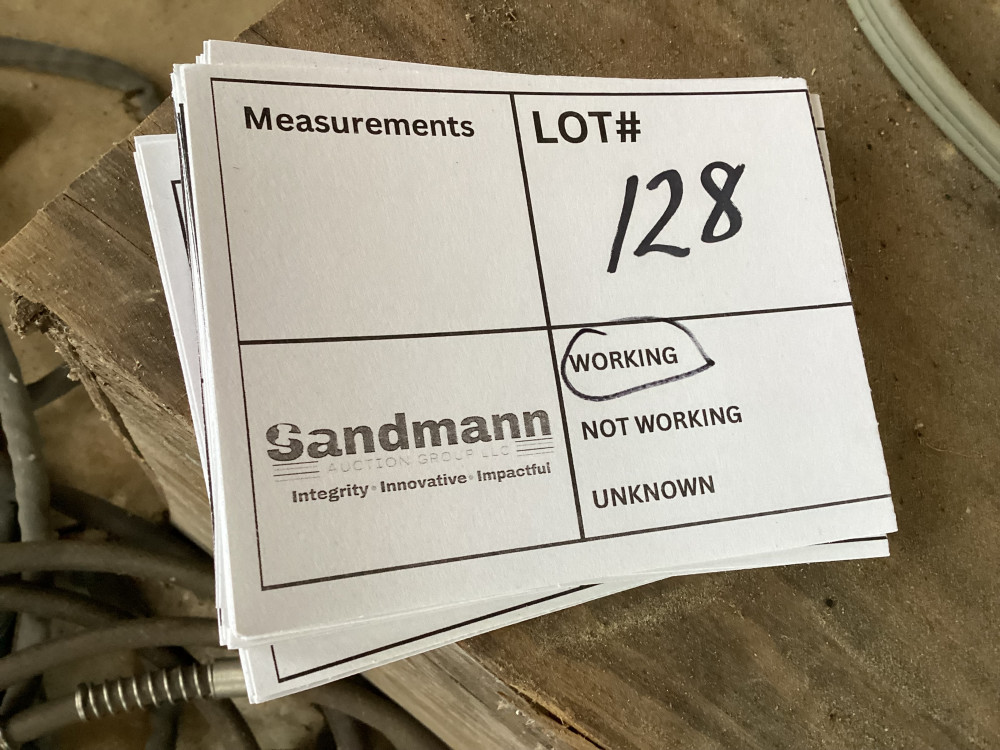 Measurements
LOT#
128
WORKING
NOT WORKING
UNKNOWN
Sandmann
AUCTION GROUP LLC
Integrity • Innovative • Impactful